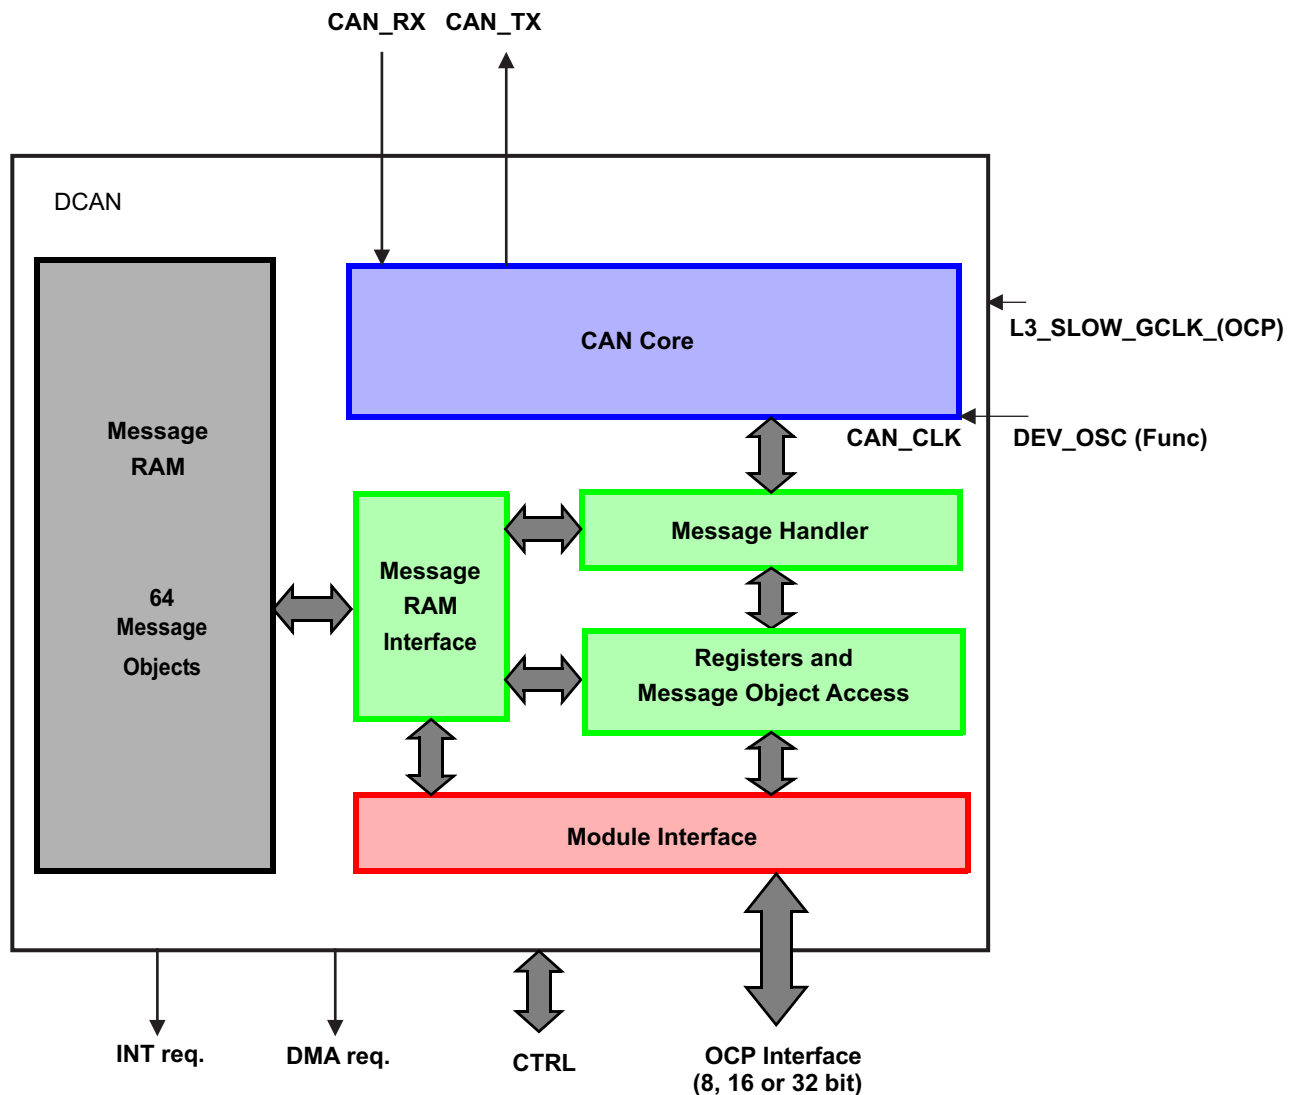 CAN_RX CAN_TX
DCAN
CAN Core
L3_SLOW_GCLK_(OCP)
CAN_CLK
DEV_OSC (Func)
Message
RAM
64
Message
Objects
Message Handler
Message
RAM
Interface
Registers and
Message Object Access
Module Interface
INT req.
DMA req.
CTRL
OCP Interface
(8, 16 or 32 bit)